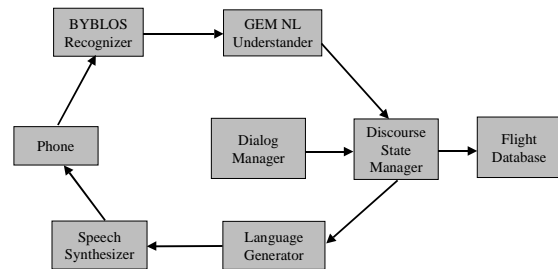 BYBLOS
Recognizer
GEM NL
Understander
Phone
Dialog
Manager
Discourse
State
Manager
Flight
Database
Speech
Synthesizer
Language
Generator